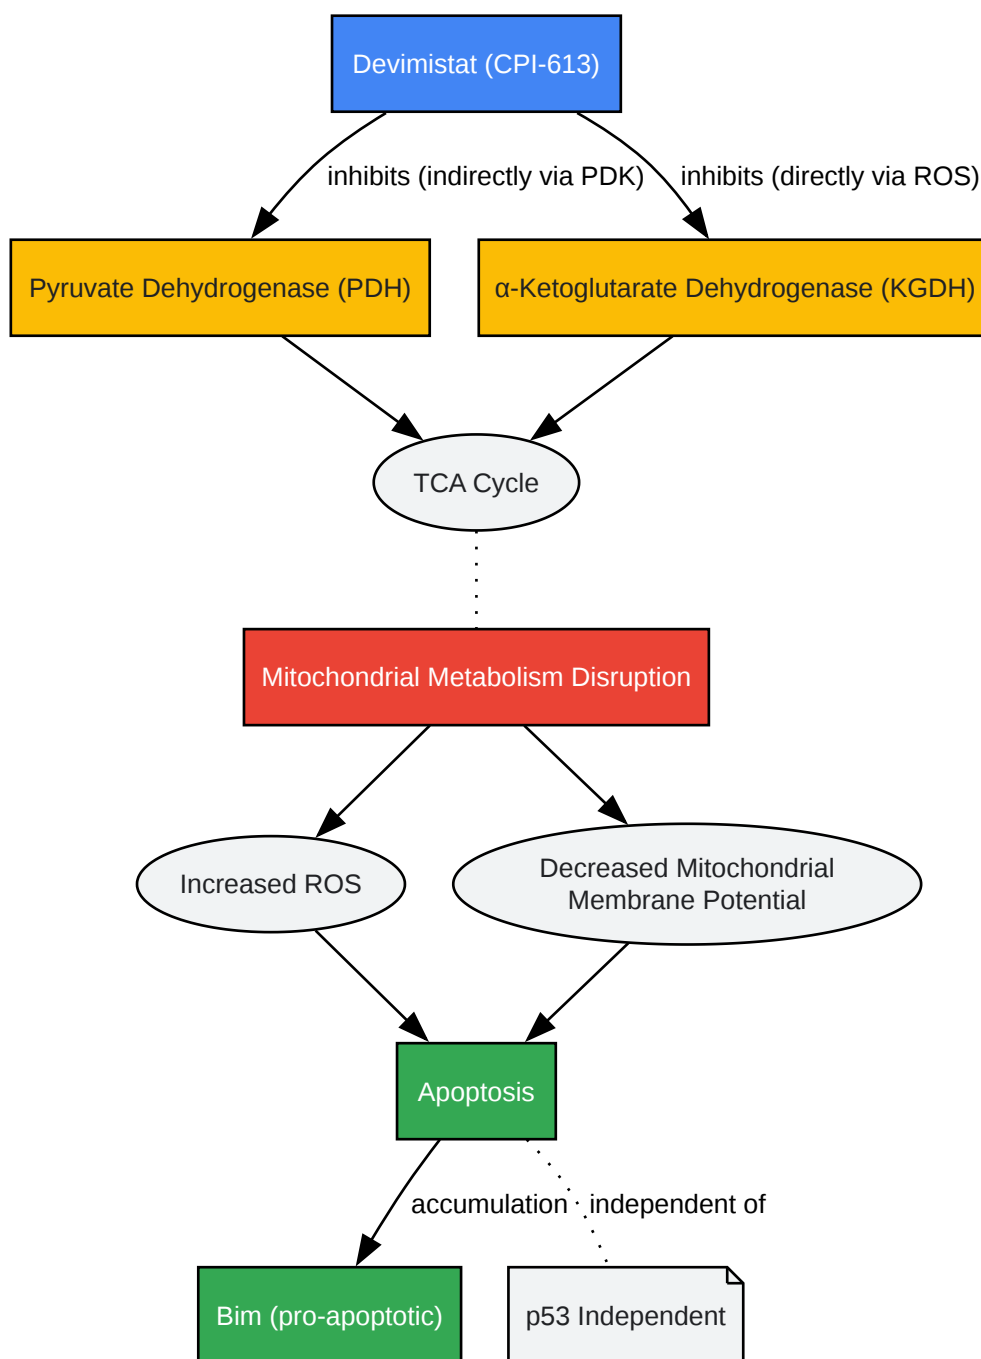 Devimistat (CPI-613)
inhibits (indirectly via PDK)
inhibits (directly via ROS)
Pyruvate Dehydrogenase (PDH)
α-Ketoglutarate Dehydrogenase (KGDH)
TCA Cycle
Mitochondrial Metabolism Disruption
Increased ROS
Decreased Mitochondrial
Membrane Potential
Apoptosis
accumulation
independent of
Bim (pro-apoptotic)
p53 Independent